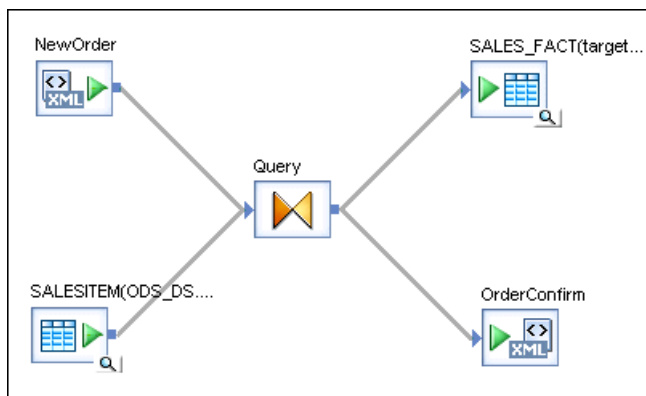 NewOrder
SALES_FACT(target...
XML
Query
SALESITEM(ODS_DS....
OrderConfirm
XML